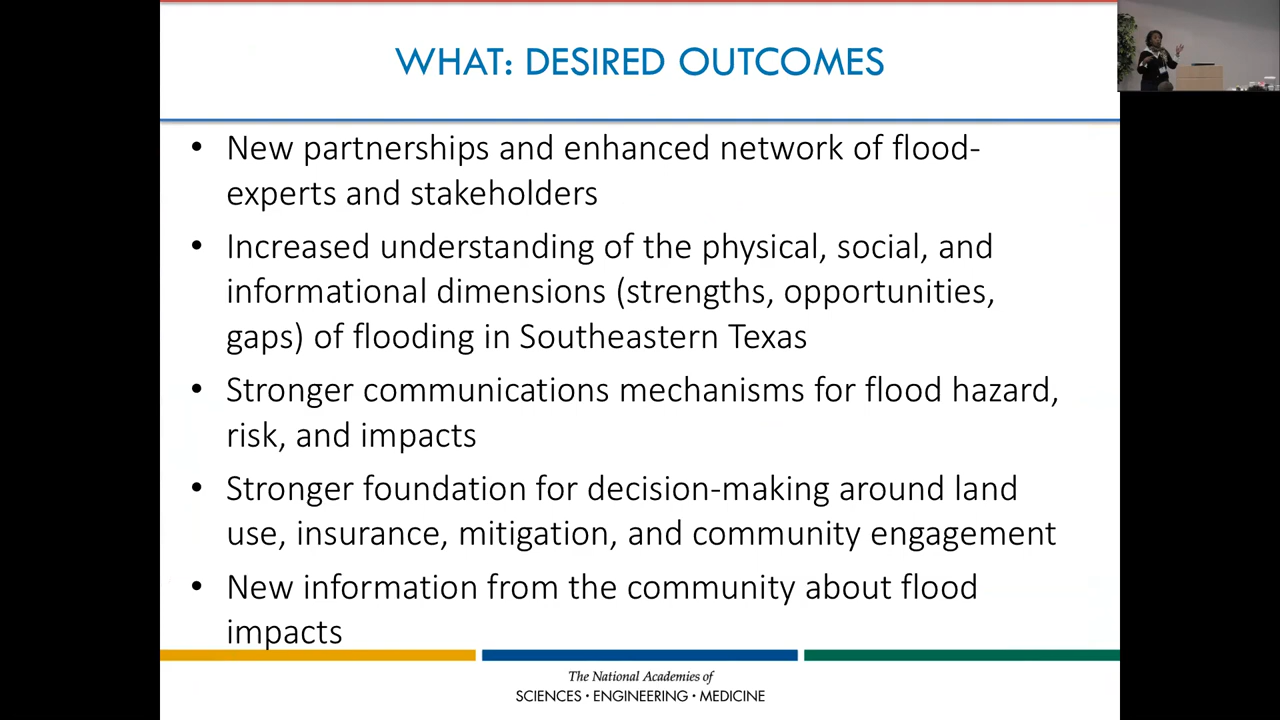 WHAT: DESIRED OUTCOMES
• New partnerships and enhanced network of flood-
experts and stakeholders
• Increased understanding of the physical, social, and
informational dimensions (strengths, opportunities,
gaps) of flooding in Southeastern Texas
• Stronger communications mechanisms for flood hazard,
risk, and impacts
• Stronger foundation for decision-making around land
use, insurance, mitigation, and community engagement
• New information from the community about flood
impacts
The National Academies of
SCIENCES • ENGINEERING • MEDICINE